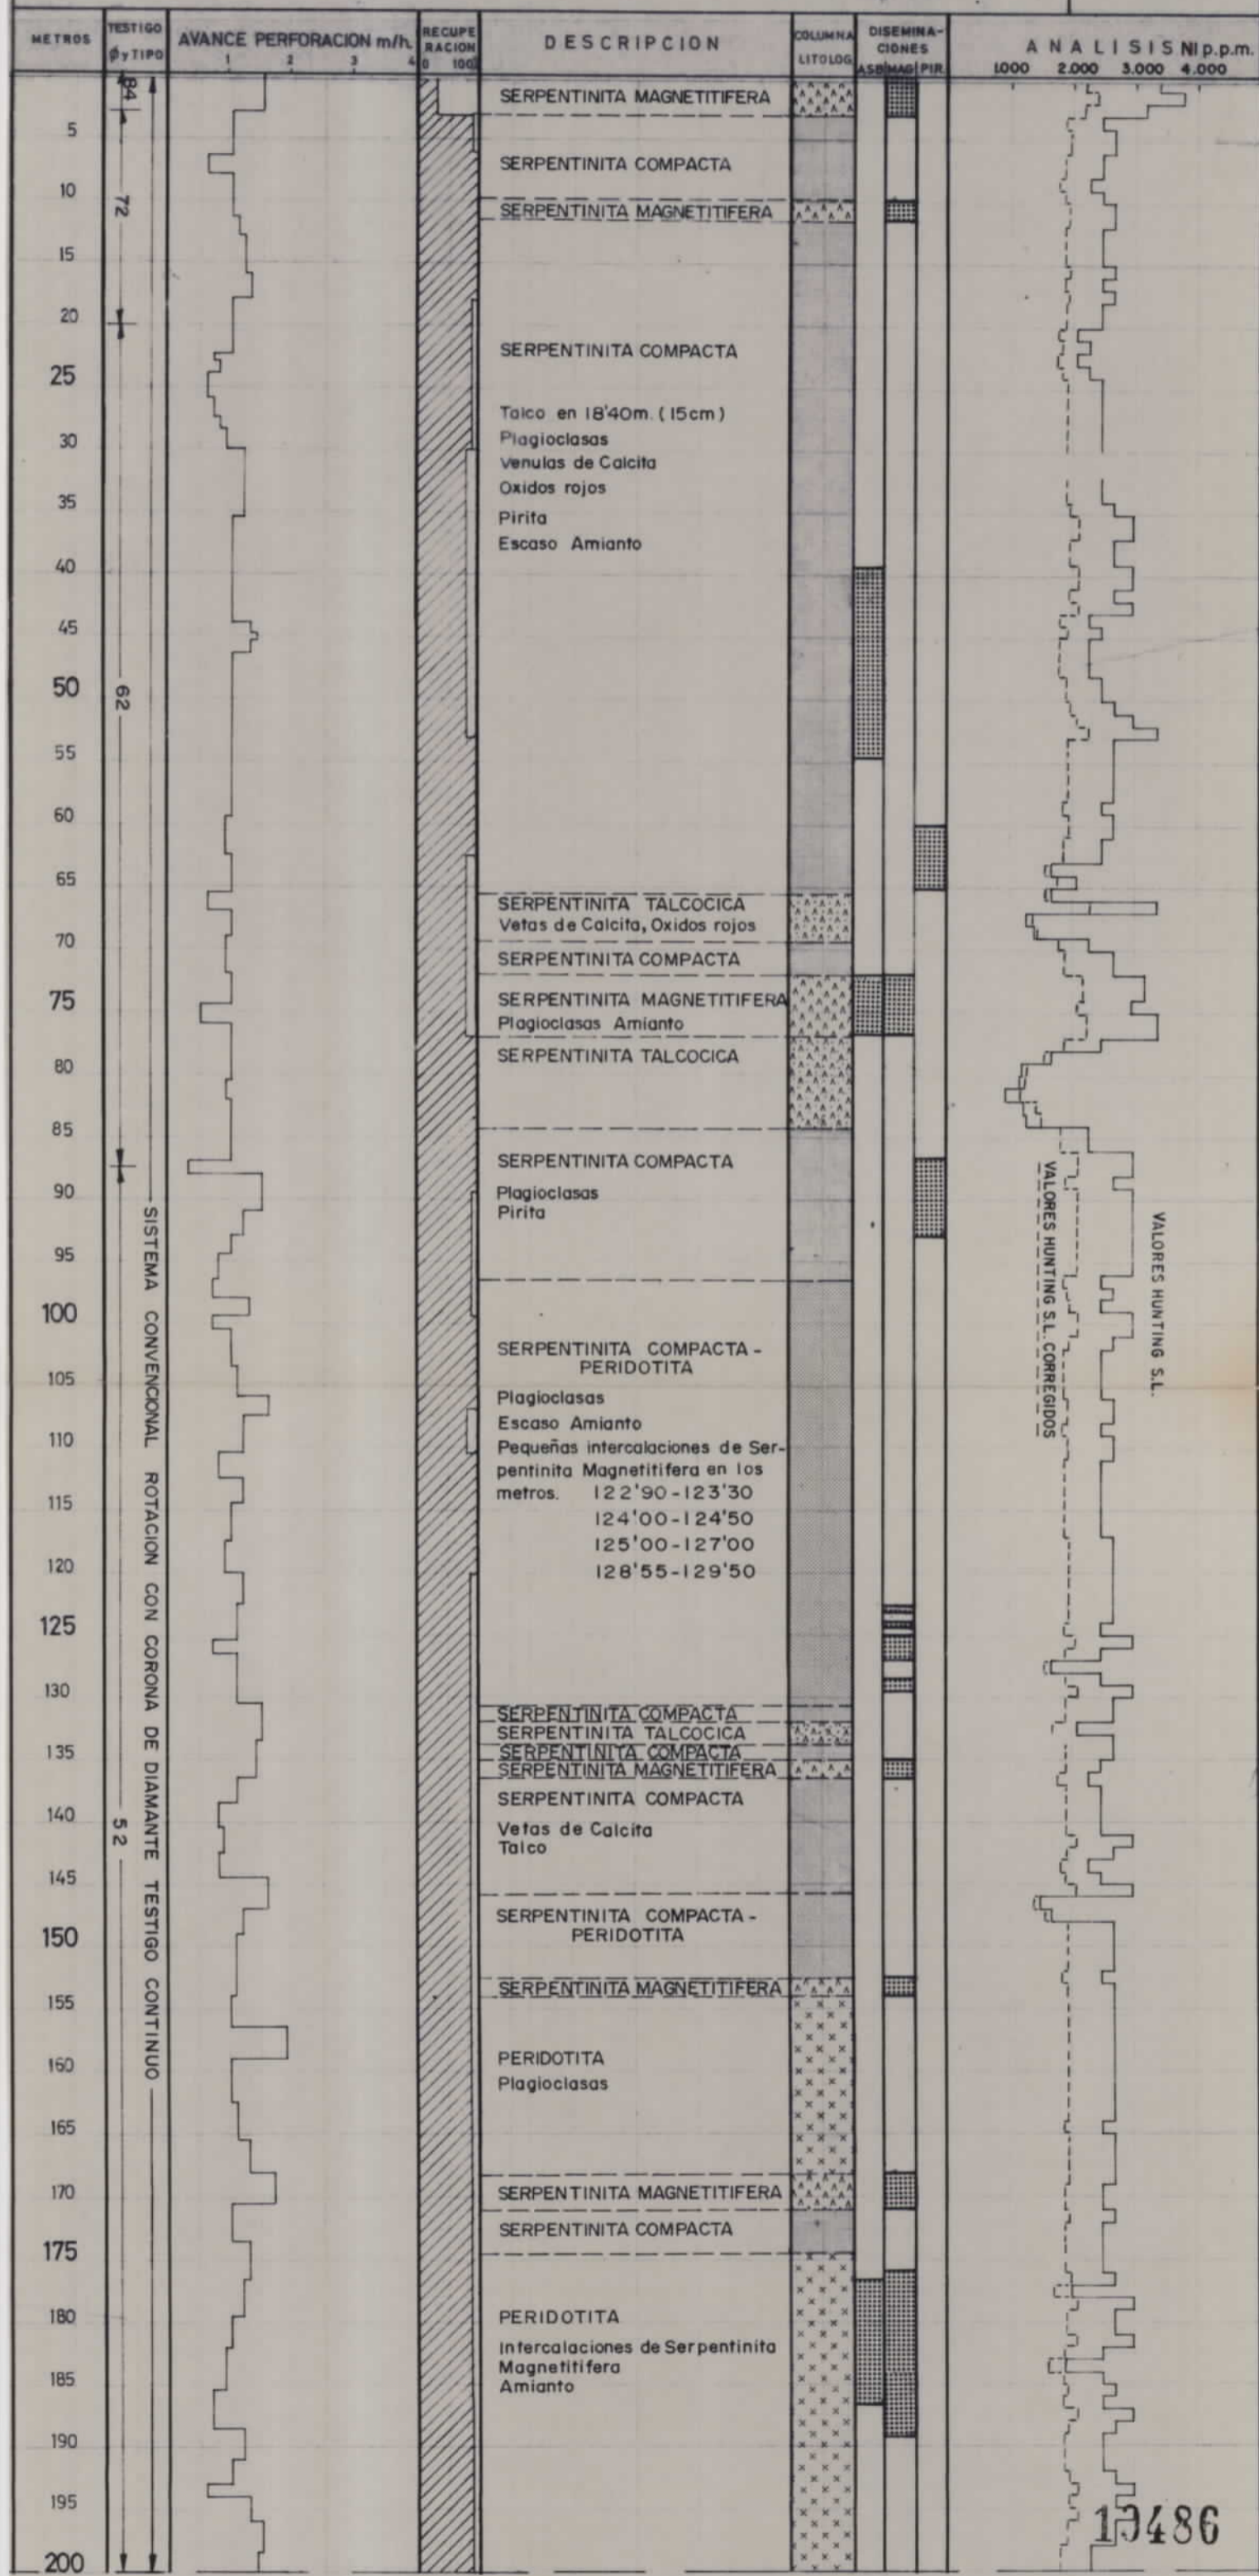 METROS
TESTIGO
Ø y TIPO
AVANCE PERFORACION m/h.
1 2 3 4
RECUPE
RACION
0 100
DESCRIPCION
COLUMNA
LITOLOG.
DISEMINA-
CIONES
ASB MAG PIR.
ANALISIS NI p.p.m.
1000 2.000 3.000 4.000
5
10
15
20
25
30
35
40
45
50
55
60
65
70
75
80
85
90
95
100
105
110
115
120
125
130
135
140
145
150
155
160
165
170
175
180
185
190
195
200
84
72
62
52
SISTEMA CONVENCIONAL ROTACION CON CORONA DE DIAMANTE TESTIGO CONTINUO
SERPENTINITA MAGNETITIFERA
SERPENTINITA COMPACTA
SERPENTINITA MAGNETITIFERA
SERPENTINITA COMPACTA
Talco en 18'40m. (15cm)
Plagioclasas
Venulas de Calcita
Oxidos rojos
Pirita
Escaso Amianto
SERPENTINITA TALCOCICA
Vetas de Calcita, Oxidos rojos
SERPENTINITA COMPACTA
SERPENTINITA MAGNETITIFERA
Plagioclasas Amianto
SERPENTINITA TALCOCICA
SERPENTINITA COMPACTA
Plagioclasas
Pirita
SERPENTINITA COMPACTA-
PERIDOTITA
Plagioclasas
Escaso Amianto
Pequeñas intercalaciones de Ser-
pentinita Magnetitifera en los
metros. 122'90-123'30
124'00-124'50
125'00-127'00
128'55-129'50
SERPENTINITA COMPACTA
SERPENTINITA TALCOCICA
SERPENTINITA COMPACTA
SERPENTINITA MAGNETITIFERA
SERPENTINITA COMPACTA
Vetas de Calcita
Talco
SERPENTINITA COMPACTA-
PERIDOTITA
SERPENTINITA MAGNETITIFERA
PERIDOTITA
Plagioclasas
SERPENTINITA MAGNETITIFERA
SERPENTINITA COMPACTA
PERIDOTITA
Intercalaciones de Serpentinita
Magnetitifera
Amianto
VALORES HUNTING S.L. CORREGIDOS
VALORES HUNTING S.L.